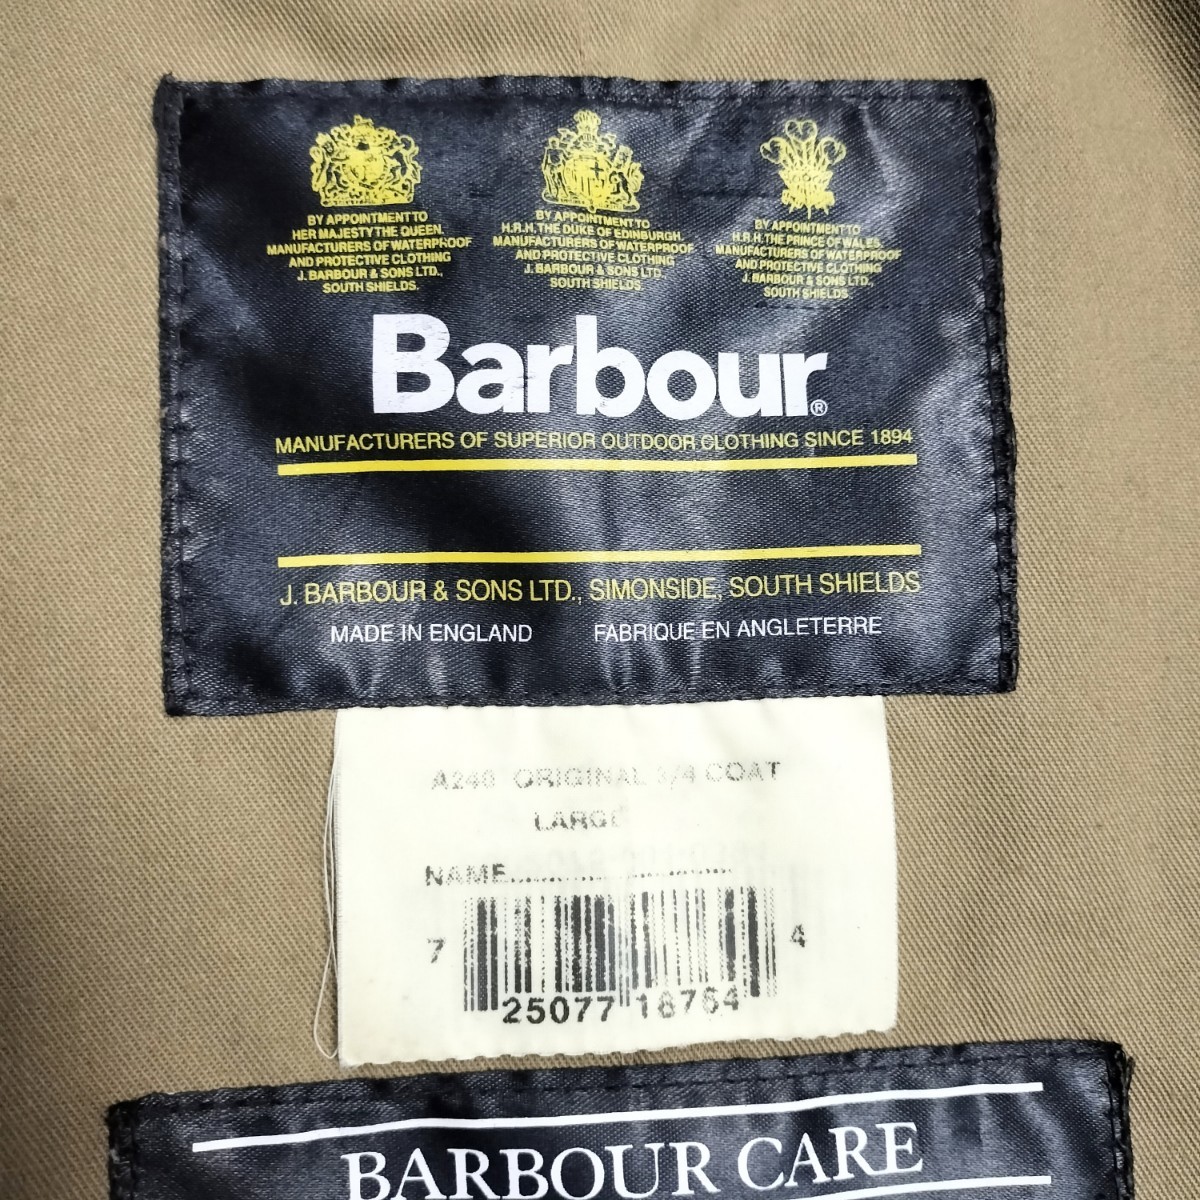 BY APPOINTMENT TO
HER MAJESTY THE QUEEN.
MANUFACTURERS OF WATERPROOF
AND PROTECTIVE CLOTHING
J. BARBOUR & SONS LTD.,
SOUTH SHIELDS.
BY APPOINTMENT TO
H.R.H. THE DUKE OF EDINBURGH.
MANUFACTURERS OF WATERPROOF
AND PROTECTIVE CLOTHING
J. BARBOUR & SONS LTD.,
SOUTH SHIELDS.
BY APPOINTMENT TO
H.R.H. THE PRINCE OF WALES.
MANUFACTURERS OF WATERPROOF
AND PROTECTIVE CLOTHING
J. BARBOUR & SONS LTD.,
SOUTH SHIELDS.
Barbour®
MANUFACTURERS OF SUPERIOR OUTDOOR CLOTHING SINCE 1894
J. BARBOUR & SONS LTD., SIMONSIDE, SOUTH SHIELDS
MADE IN ENGLAND FABRIQUE EN ANGLETERRE
ORIGINAL 3/4 COAT
LARGE
NAME
7 25077 18764 4
BARBOUR CARE